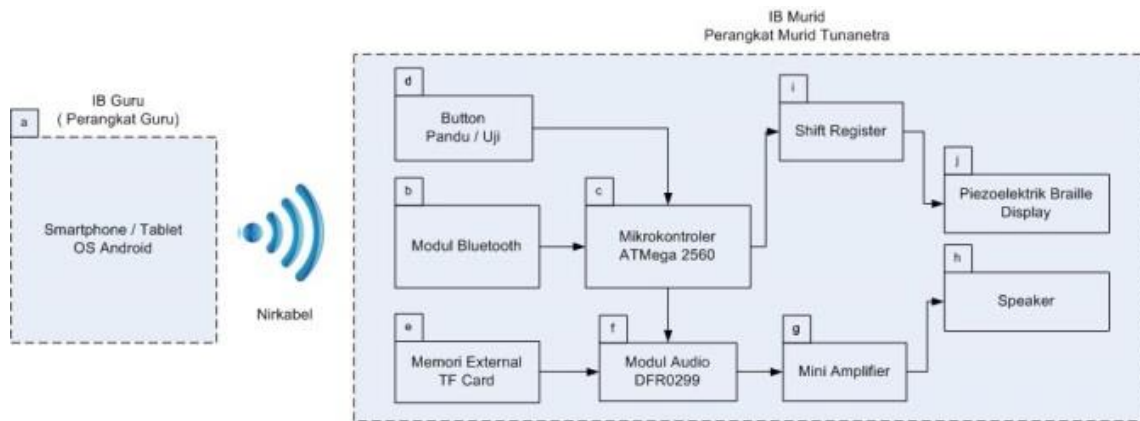 IB Murid
Perangkat Murid Tunanetra
IB Guru
( Perangkat Guru)
a
Smartphone / Tablet
OS Android
Nirkabel
d
Button
Pandu / Uji
i
Shift Register
b
Modul Bluetooth
c
Mikrokontroler
ATMega 2560
j
Piezoelektrik Braille
Display
h
Speaker
e
Memori External
TF Card
f
Modul Audio
DFR0299
g
Mini Amplifier